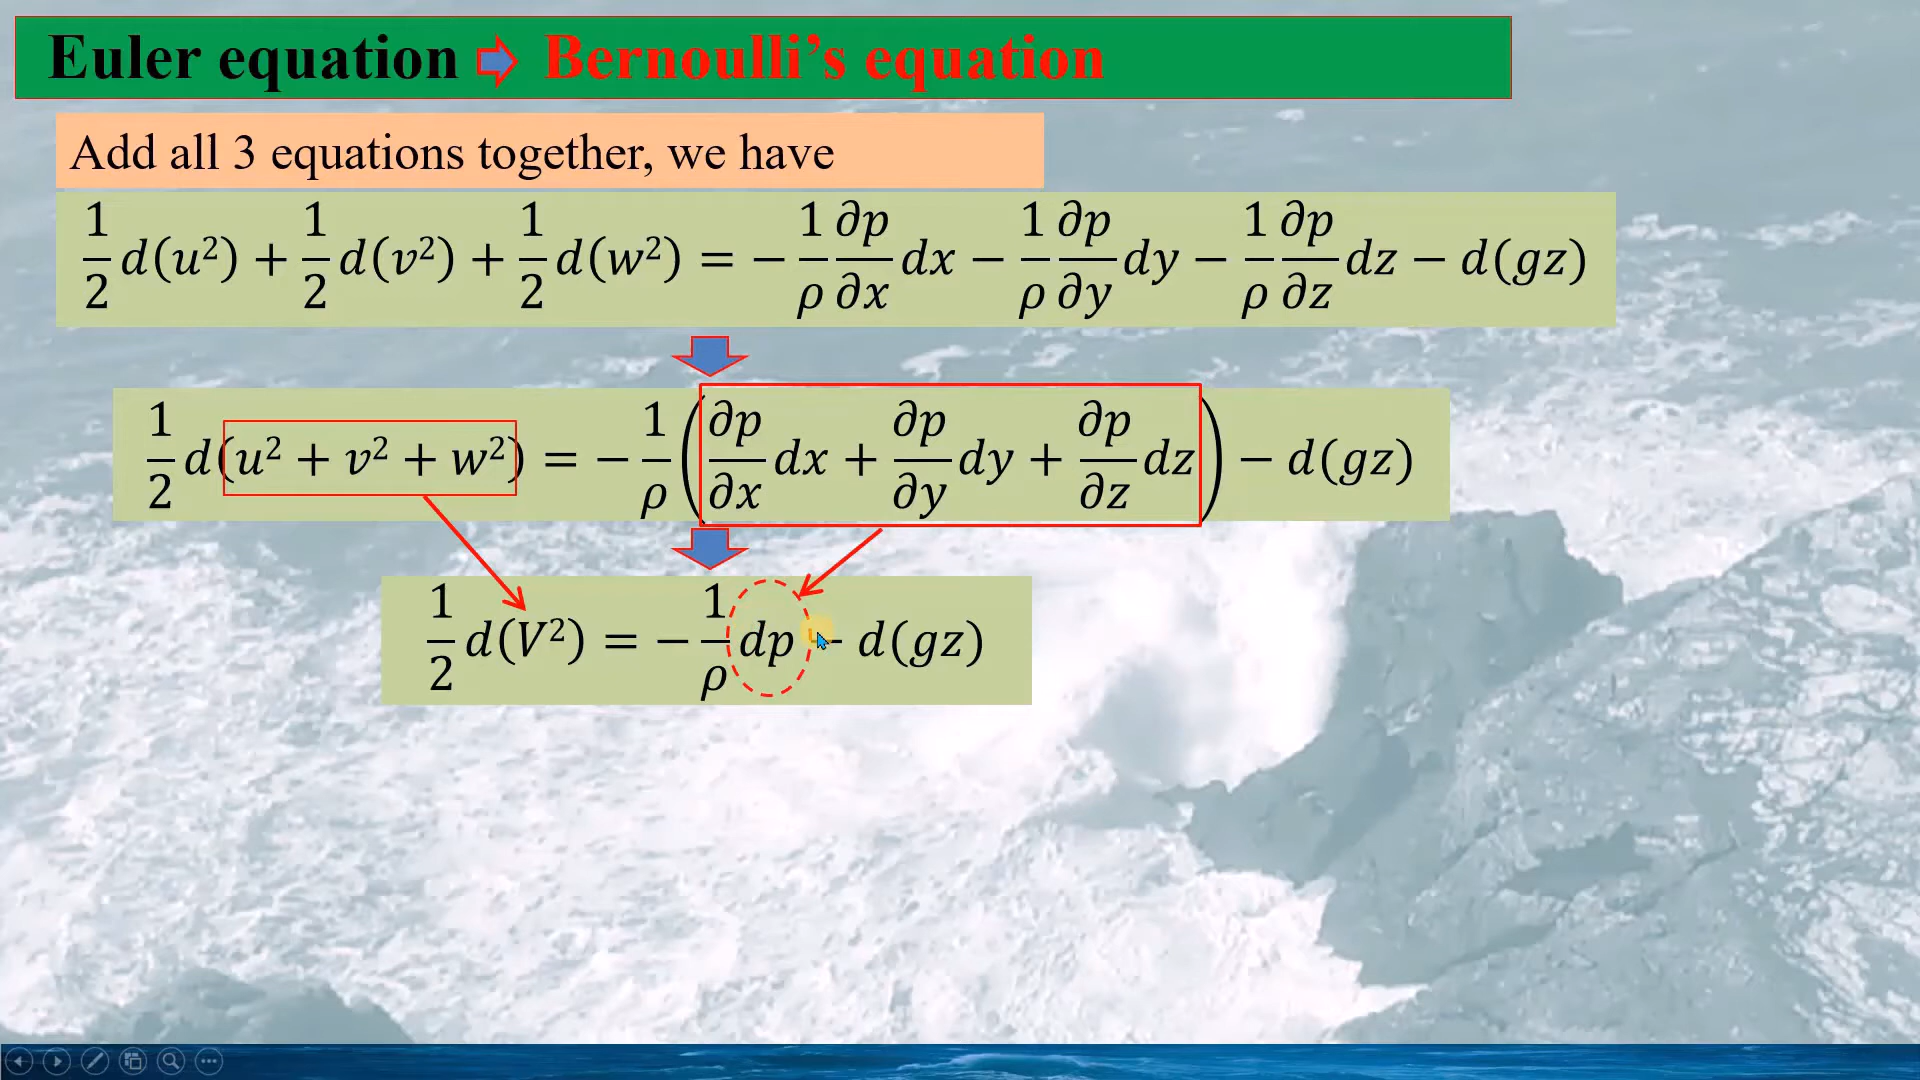 Euler equation Bernoulli's equation
Add all 3 equations together, we have
1/2 d(u²) + 1/2 d(v²) + 1/2 d(w²) = − 1/ρ ∂p/∂x dx − 1/ρ ∂p/∂y dy − 1/ρ ∂p/∂z dz − d(gz)
1/2 d(u² + v² + w²) = − 1/ρ (∂p/∂x dx + ∂p/∂y dy + ∂p/∂z dz) − d(gz)
1/2 d(V²) = − 1/ρ dp − d(gz)